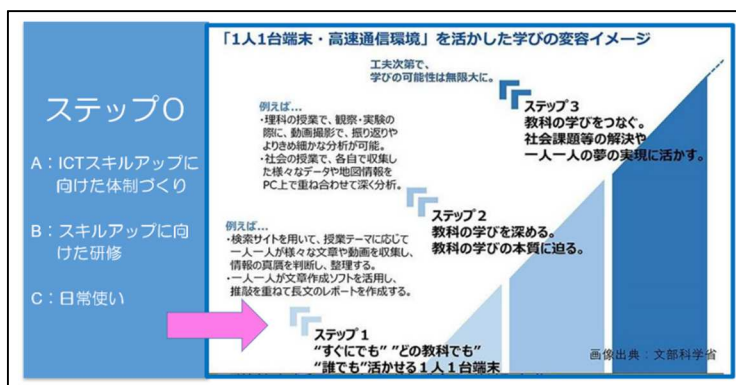 「1人1台端末・高速通信環境」を活かした学びの変容イメージ
ステップ0
A：ICTスキルアップに
向けた体制づくり
B：スキルアップに向
けた研修
C：日常使い
工夫次第で、
学びの可能性は無限大に。
ステップ3
教科の学びをつなぐ。
社会課題等の解決や
一人一人の夢の実現に活かす。
例えば…
・理科の授業で、観察・実験の
際に、動画撮影で、振り返りや
よりきめ細かな分析が可能。
・社会の授業で、各自で収集し
た様々なデータや地図情報を
PC上で重ね合わせて深く分析。
ステップ2
教科の学びを深める。
教科の学びの本質に迫る。
例えば…
・検索サイトを用いて、授業テーマに応じて
一人一人が様々な文章や動画を収集し、
情報の真贋を判断し、整理する。
・一人一人が文章作成ソフトを活用し、
推敲を重ねて長文のレポートを作成する。
ステップ1
“すぐにでも”“どの教科でも”
“誰でも”活かせる1人1台端末
画像出典：文部科学省